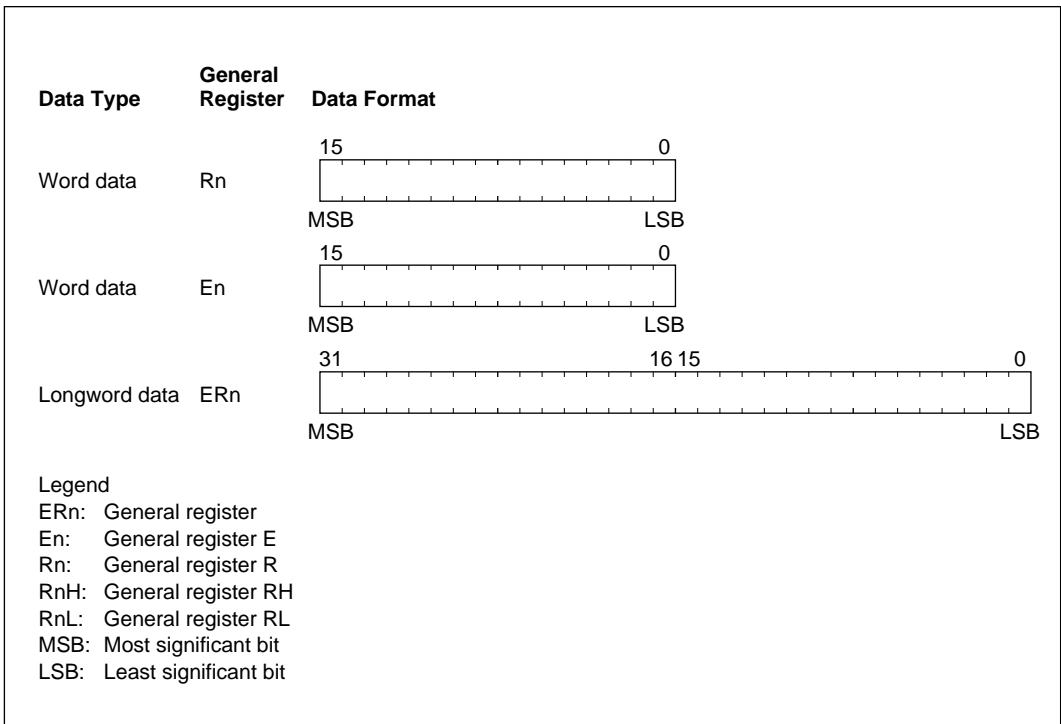 Data Type General Register Data Format
15 0
Word data Rn
MSB LSB
15 0
Word data En
MSB LSB
31 16 15 0
Longword data ERn
MSB LSB
Legend
ERn: General register
En: General register E
Rn: General register R
RnH: General register RH
RnL: General register RL
MSB: Most significant bit
LSB: Least significant bit